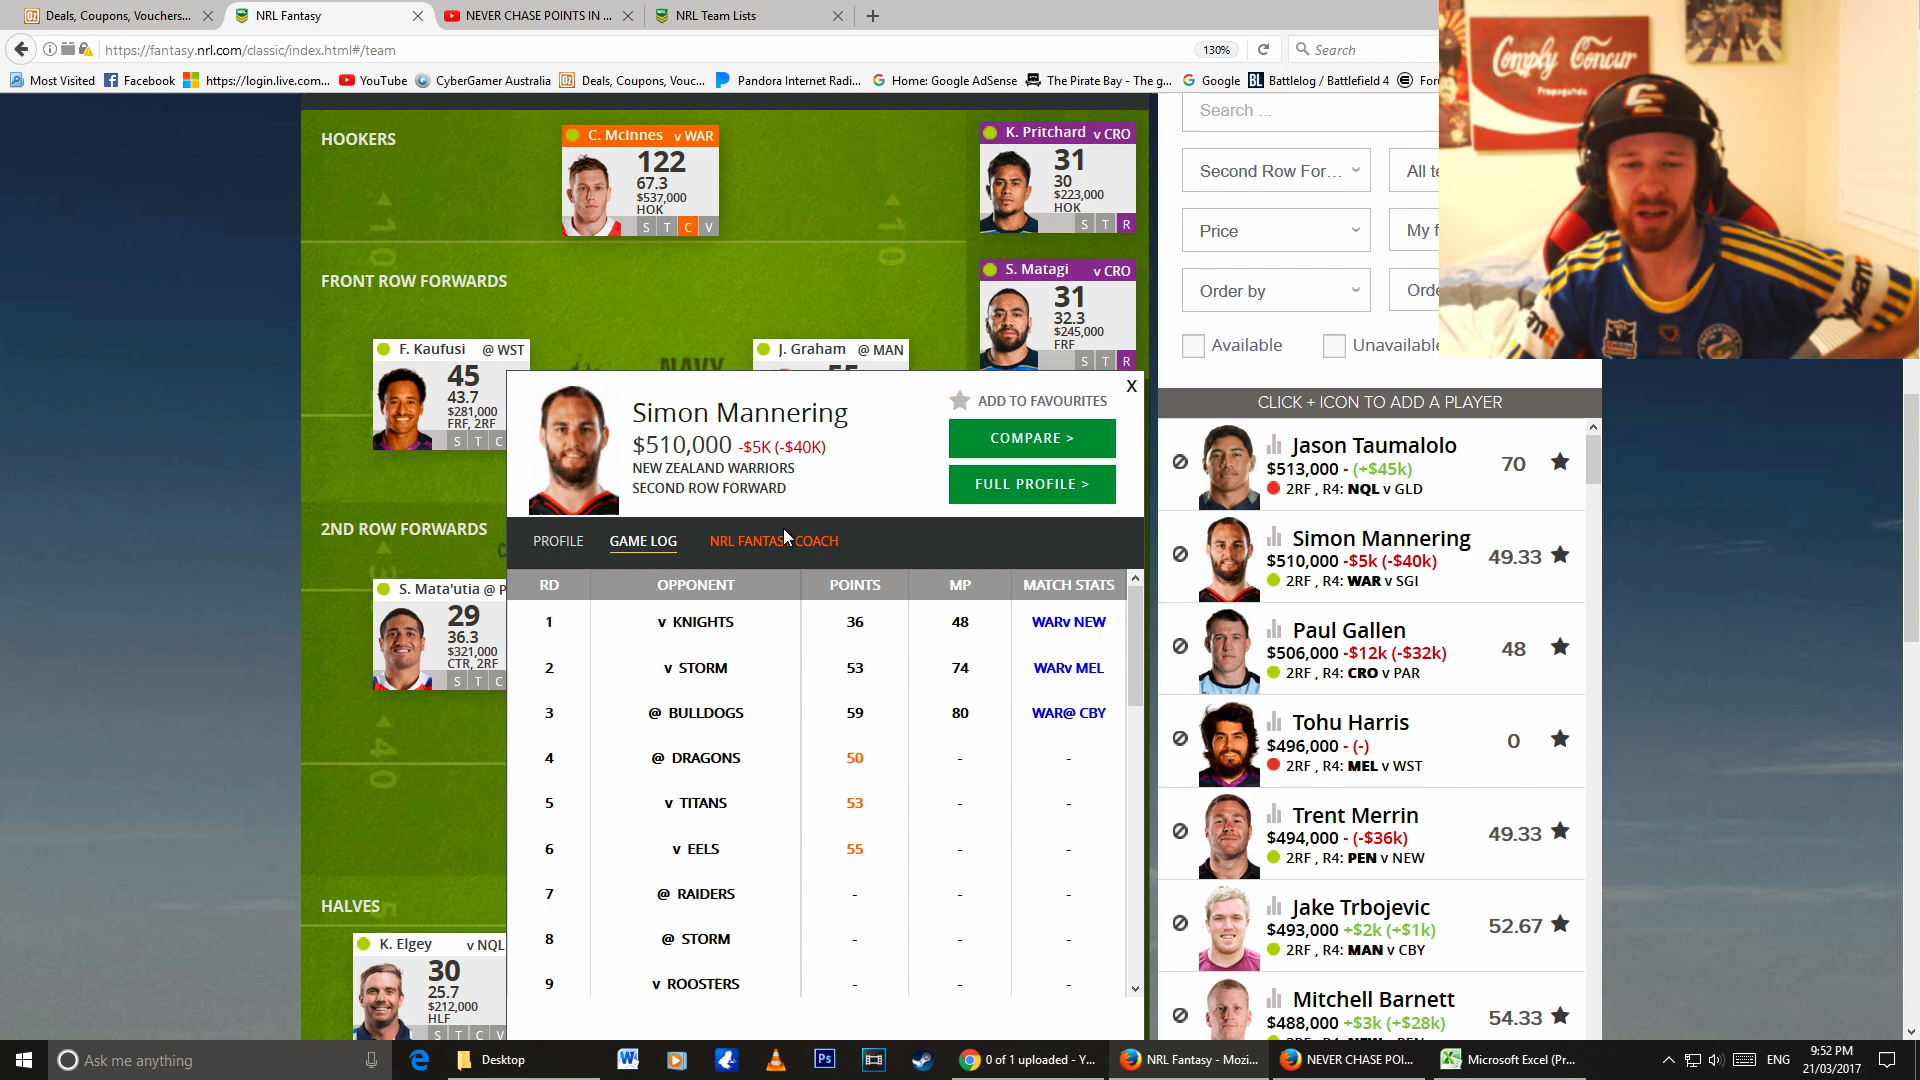 Deals, Coupons, Vouchers...
NRL Fantasy
NEVER CHASE POINTS IN ...
NRL Team Lists
https://fantasy.nrl.com/classic/index.html#/team
130%
Search
Most Visited
Facebook
https://login.live.com...
YouTube
CyberGamer Australia
Deals, Coupons, Vouc...
Pandora Internet Radi...
Home: Google AdSense
The Pirate Bay - The g...
Google
Battlelog / Battlefield 4
For
Comply Concur
Propaganda
HOOKERS
C. McInnes v WAR
122
67.3
$537,000
HOK
S T C V
K. Pritchard v CRO
31
30
$223,000
HOK
S T R
FRONT ROW FORWARDS
S. Matagi v CRO
31
32.3
$245,000
FRF
S T R
F. Kaufusi @ WST
45
43.7
$281,000
FRF, 2RF
S T C
J. Graham @ MAN
NAVY
2ND ROW FORWARDS
S. Mata'utia @ P
29
36.3
$321,000
CTR, 2RF
S T C
HALVES
K. Elgey v NQL
30
25.7
$212,000
HLF
S T C V
Simon Mannering
$510,000 -$5K (-$40K)
NEW ZEALAND WARRIORS
SECOND ROW FORWARD
X
ADD TO FAVOURITES
COMPARE >
FULL PROFILE >
PROFILE
GAME LOG
NRL FANTASY COACH
RD OPPONENT POINTS MP MATCH STATS
1 v KNIGHTS 36 48 WARv NEW
2 v STORM 53 74 WARv MEL
3 @ BULLDOGS 59 80 WAR@ CBY
4 @ DRAGONS 50 - -
5 v TITANS 53 - -
6 v EELS 55 - -
7 @ RAIDERS - - -
8 @ STORM - - -
9 v ROOSTERS - - -
Search ...
Second Row For...
All te
Price
My f
Order by
Orde
Available
Unavailable
CLICK + ICON TO ADD A PLAYER
Jason Taumalolo
$513,000 - (+$45k)
2RF , R4: NQL v GLD
70
Simon Mannering
$510,000 -$5k (-$40k)
2RF , R4: WAR v SGI
49.33
Paul Gallen
$506,000 -$12k (-$32k)
2RF , R4: CRO v PAR
48
Tohu Harris
$496,000 - (-)
2RF , R4: MEL v WST
0
Trent Merrin
$494,000 - (-$36k)
2RF , R4: PEN v NEW
49.33
Jake Trbojevic
$493,000 +$2k (+$1k)
2RF , R4: MAN v CBY
52.67
Mitchell Barnett
$488,000 +$3k (+$28k)
54.33
Ask me anything
Desktop
0 of 1 uploaded - Y...
NRL Fantasy - Mozi...
NEVER CHASE POI...
Microsoft Excel (Pr...
ENG
9:52 PM
21/03/2017